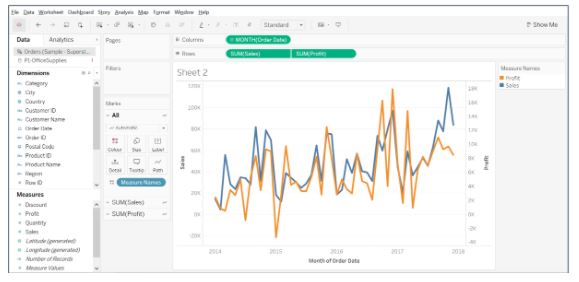 File Data Worksheet Dashboard Story Analysis Map Format Window Help
Standard
Show Me
Data Analytics
Orders (Sample - Superst...
P1-OfficeSupplies
Dimensions
Category
City
Country
Customer ID
Customer Name
Order Date
Order ID
Postal Code
Product ID
Product Name
Region
Row ID
Measures
Discount
Profit
Quantity
Sales
Latitude (generated)
Longitude (generated)
Number of Records
Measure Values
Pages
Filters
Marks
All
Automatic
Colour Size Label
Detail Tooltip Path
Measure Names
SUM(Sales)
SUM(Profit)
Columns MONTH(Order Date)
Rows SUM(Sales) SUM(Profit)
Sheet 2
120K
100K
80K
60K
40K
20K
0K
-20K
Sales
18K
16K
14K
12K
10K
8K
6K
4K
2K
0K
-2K
-4K
Profit
2014 2015 2016 2017 2018
Month of Order Date
Measure Names
Profit
Sales